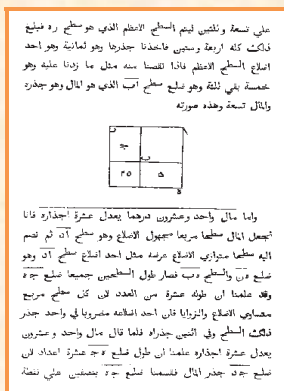 علي تسعة وثلثين ليتم السطح الاعظم الذي هو سطح ره فبلغ
ذلك كله اربعة وستين فاخذنا جذرها وهو ثمانية وهو احد
اضلاع السطح الاعظم فاذا نقصنا منه مثل ما زدنا عليه وهو
خمسة بقي ثلثة وهو ضلع سطح آب الذي هو المال وهو جذره
والمال تسعة وهذه صورته
واما مال واحد وعشرون درهما يعدل عشرة اجذاره فانا
نجعل المال سطحا مربعا مجهول الاضلاع وهو سطح آد ثم نضم
اليه سطحا متوازي الاضلاع عرضه مثل احد اضلاع سطح آد وهو
ضلع والسطح فصار طول السطحين جميعا ضلع
وقد علمنا ان طوله عشرة من العدد لان كل سطح مربع
متساوي الاضلاع والزوايا فان احد اضلاعه مضروبا في واحد جذر
ذلك السطح وفي اثنين جذراه فلما قال مال واحد وعشرون
يعدل عشرة اجذاره علمنا ان طول ضلع عشرة اعداد لان
ضلع جذر المال فقسمنا ضلع بنصفين علي نقطة